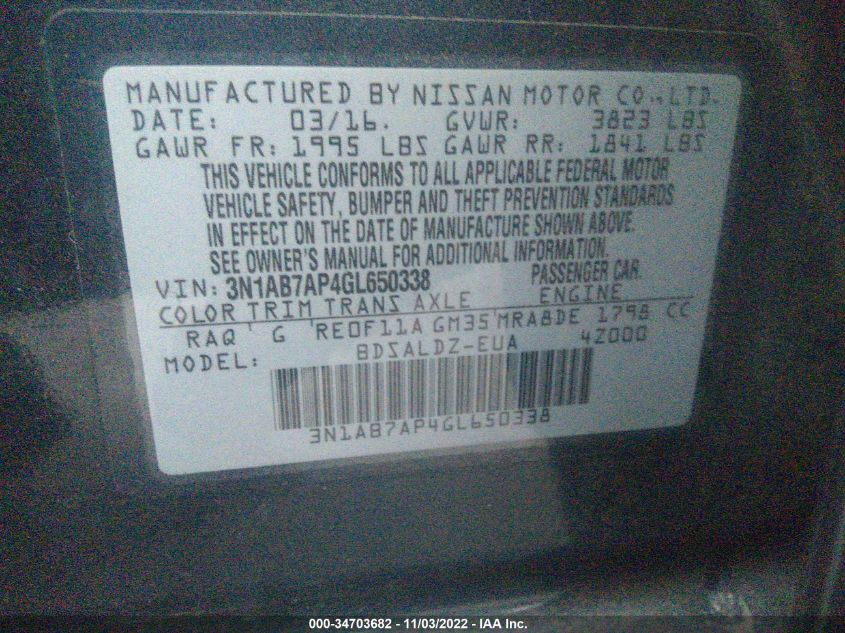 MANUFACTURED BY NISSAN MOTOR CO., LTD.
DATE: 03/16. GVWR: 3823 LBS
GAWR FR: 1995 LBS GAWR RR: 1841 LBS
THIS VEHICLE CONFORMS TO ALL APPLICABLE FEDERAL MOTOR
VEHICLE SAFETY, BUMPER AND THEFT PREVENTION STANDARDS
IN EFFECT ON THE DATE OF MANUFACTURE SHOWN ABOVE.
SEE OWNER'S MANUAL FOR ADDITIONAL INFORMATION.
VIN: 3N1AB7AP4GL650338 PASSENGER CAR
COLOR TRIM TRANS AXLE ENGINE
RAQ G RE0F11A GM35 MRA8DE 1798 CC
MODEL: BDSALDZ-EUA 4Z000
3N1AB7AP4GL650338
000-34703682 - 11/03/2022 - IAA Inc.